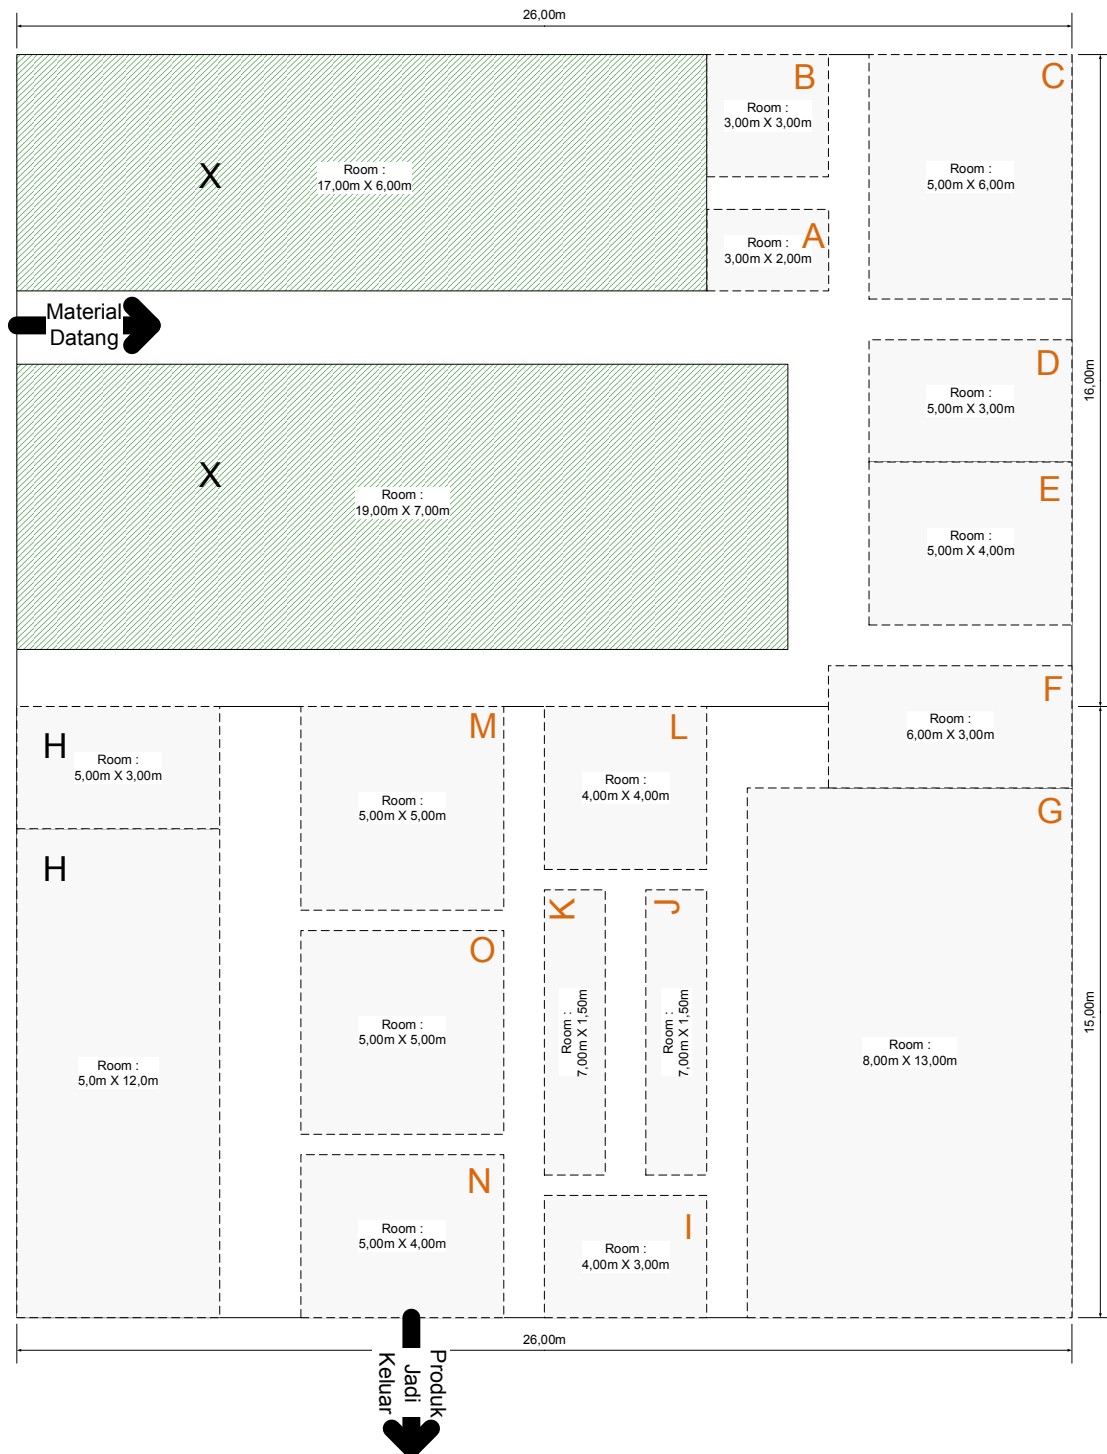 26,00m
B
Room :
3,00m X 3,00m
C
Room :
5,00m X 6,00m
X
Room :
17,00m X 6,00m
A
Room :
3,00m X 2,00m
Material
Datang
D
Room :
5,00m X 3,00m
16,00m
X
Room :
19,00m X 7,00m
E
Room :
5,00m X 4,00m
F
Room :
6,00m X 3,00m
H
Room :
5,00m X 3,00m
M
Room :
5,00m X 5,00m
L
Room :
4,00m X 4,00m
G
Room :
8,00m X 13,00m
H
Room :
5,0m X 12,0m
K
Room :
7,00m X 1,50m
J
Room :
7,00m X 1,50m
O
Room :
5,00m X 5,00m
15,00m
N
Room :
5,00m X 4,00m
I
Room :
4,00m X 3,00m
26,00m
Produk
Jadi
Keluar